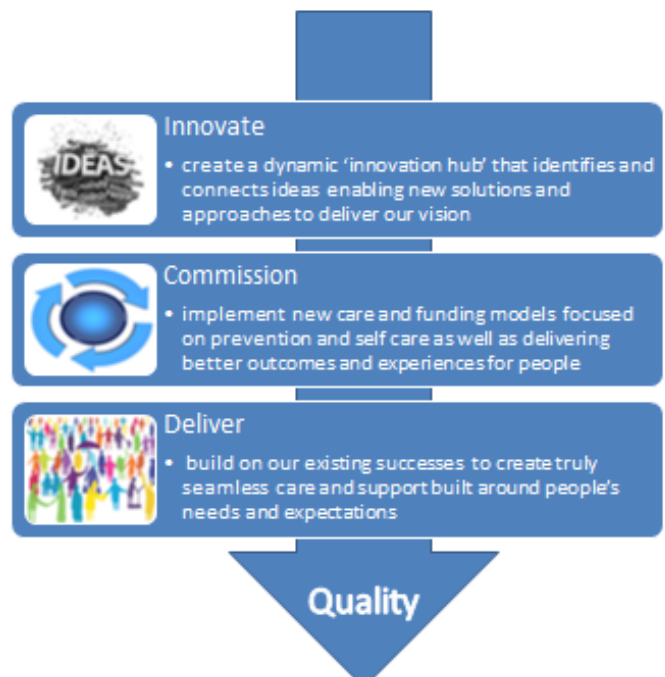 IDEAS
Innovate
• create a dynamic ‘innovation hub’ that identifies and
connects ideas enabling new solutions and
approaches to deliver our vision
Commission
• implement new care and funding models focused
on prevention and self care as well as delivering
better outcomes and experiences for people
Deliver
• build on our existing successes to create truly
seamless care and support built around people’s
needs and expectations
Quality